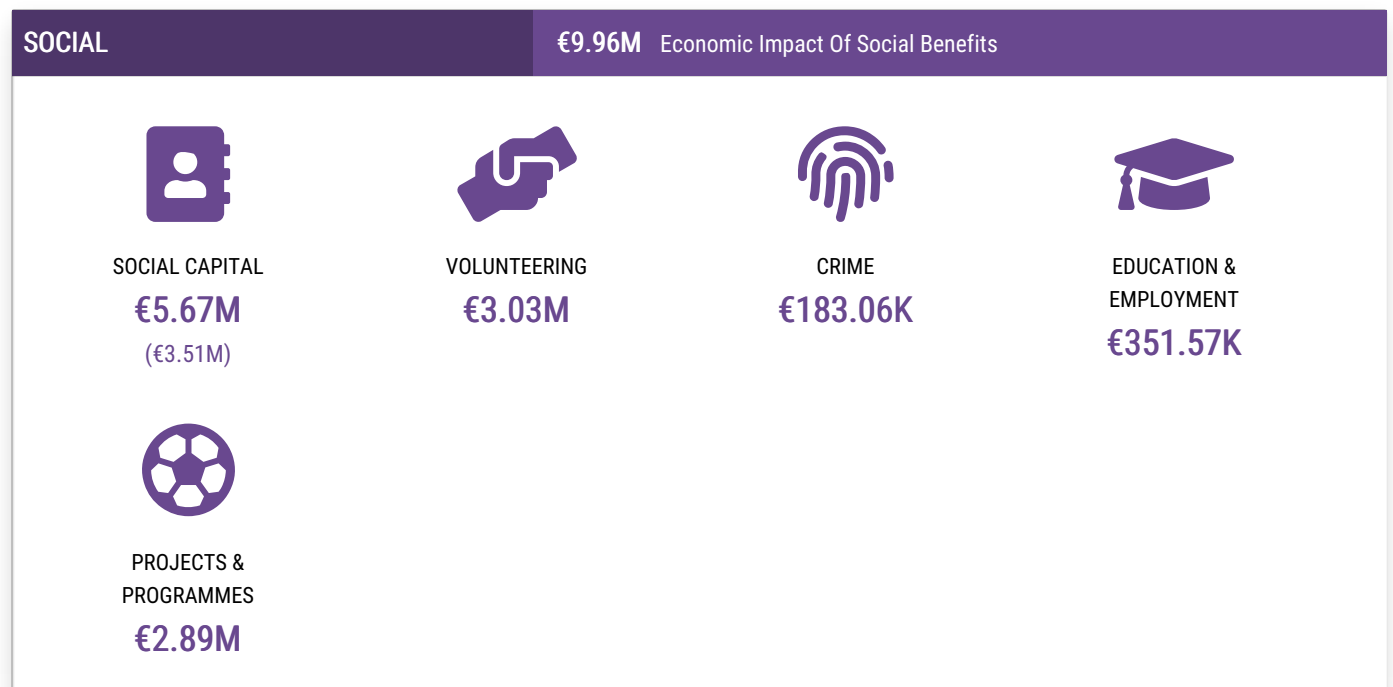 SOCIAL
€9.96M Economic Impact Of Social Benefits
SOCIAL CAPITAL
€5.67M
(€3.51M)
VOLUNTEERING
€3.03M
CRIME
€183.06K
EDUCATION &
EMPLOYMENT
€351.57K
PROJECTS &
PROGRAMMES
€2.89M